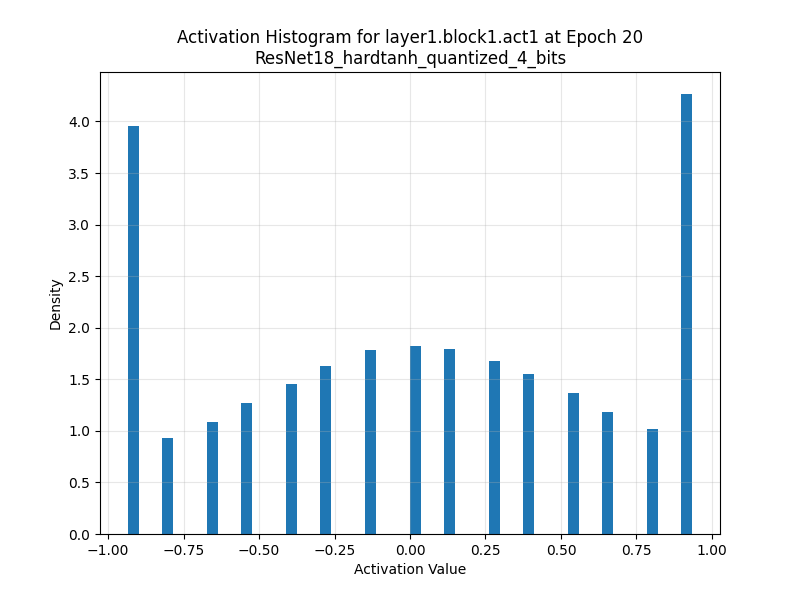 Activation Histogram for layer1.block1.act1 at Epoch 20
ResNet18_hardtanh_quantized_4_bits
4.0
3.5
3.0
2.5
2.0
1.5
1.0
0.5
0.0
Density
−1.00 −0.75 −0.50 −0.25 0.00 0.25 0.50 0.75 1.00
Activation Value